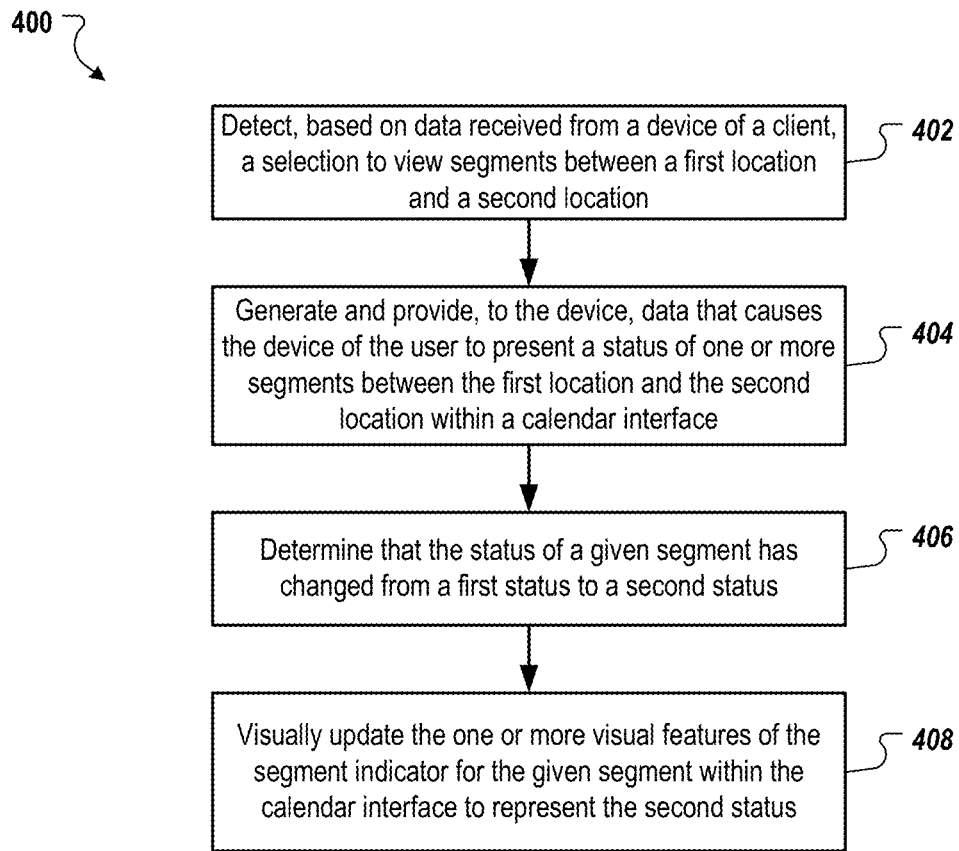 400
Detect, based on data received from a device of a client,
a selection to view segments between a first location
and a second location
402
Generate and provide, to the device, data that causes
the device of the user to present a status of one or more
segments between the first location and the second
location within a calendar interface
404
Determine that the status of a given segment has
changed from a first status to a second status
406
Visually update the one or more visual features of the
segment indicator for the given segment within the
calendar interface to represent the second status
408